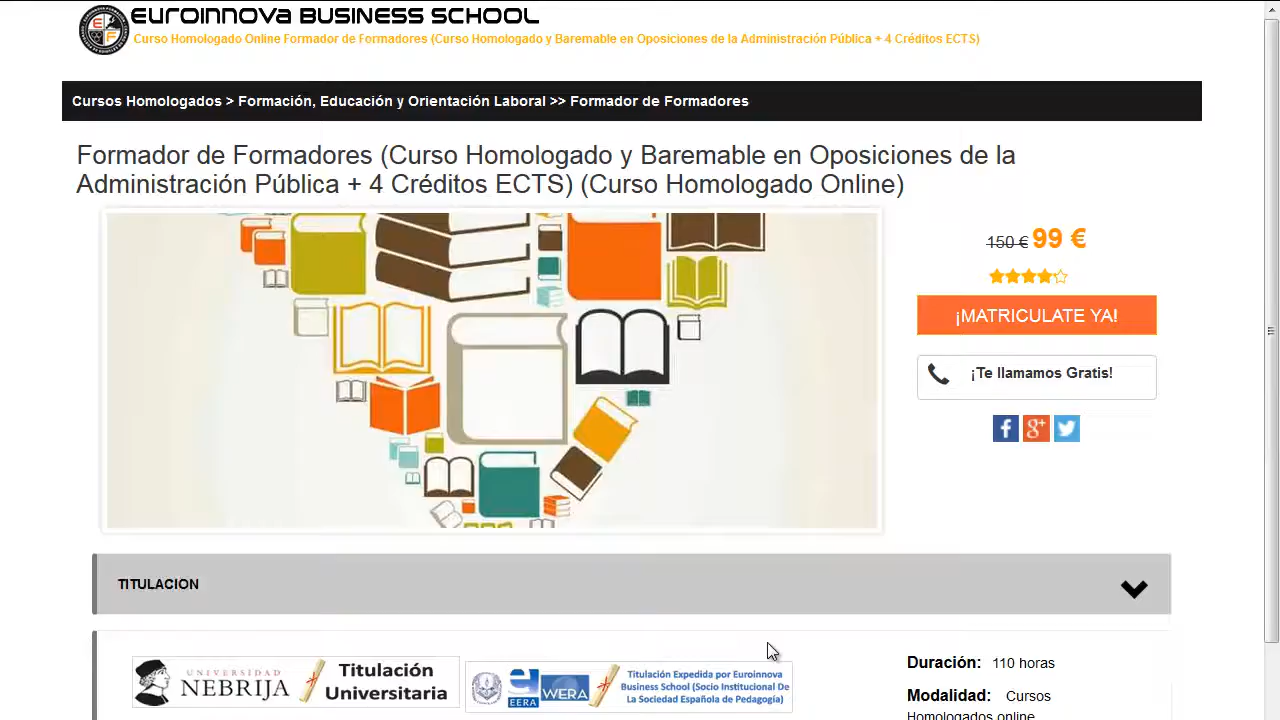 EUROINNOVA BUSINESS SCHOOL
Curso Homologado Online Formador de Formadores (Curso Homologado y Baremable en Oposiciones de la Administración Pública + 4 Créditos ECTS)
Cursos Homologados > Formación, Educación y Orientación Laboral >> Formador de Formadores
Formador de Formadores (Curso Homologado y Baremable en Oposiciones de la
Administración Pública + 4 Créditos ECTS) (Curso Homologado Online)
150 € 99 €
¡MATRICULATE YA!
¡Te llamamos Gratis!
TITULACION
UNIVERSIDAD
NEBRIJA
Titulación
Universitaria
EERA
WERA
Titulación Expedida por Euroinnova
Business School (Socio Institucional De
La Sociedad Española de Pedagogía)
Duración: 110 horas
Modalidad: Cursos
Homologados online